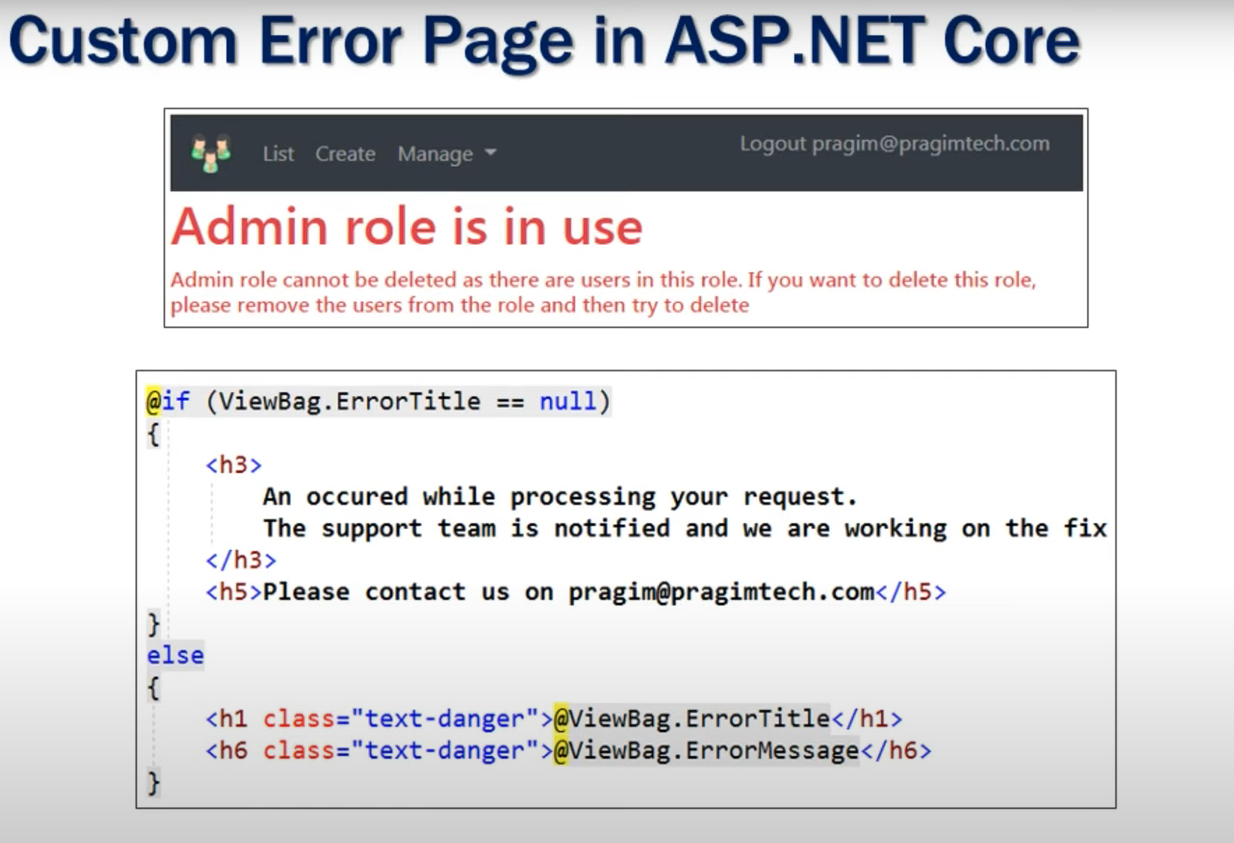 Custom Error Page in ASP.NET Core
List Create Manage Logout pragim@pragimtech.com
Admin role is in use
Admin role cannot be deleted as there are users in this role. If you want to delete this role,
please remove the users from the role and then try to delete
@if (ViewBag.ErrorTitle == null)
{
<h3>
An occured while processing your request.
The support team is notified and we are working on the fix
</h3>
<h5>Please contact us on pragim@pragimtech.com</h5>
}
else
{
<h1 class="text-danger">@ViewBag.ErrorTitle</h1>
<h6 class="text-danger">@ViewBag.ErrorMessage</h6>
}